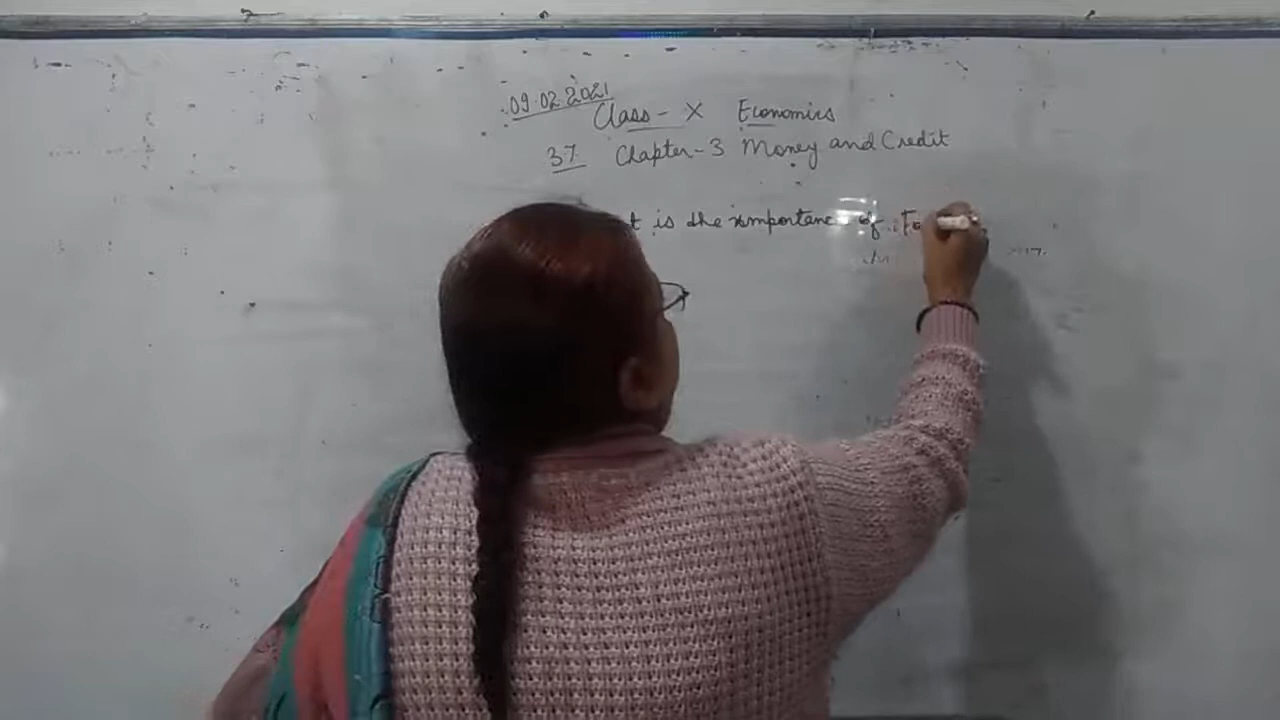 09.02.2021
Class - X Economics
37. Chapter-3 Money and Credit
t is the importance of Fo